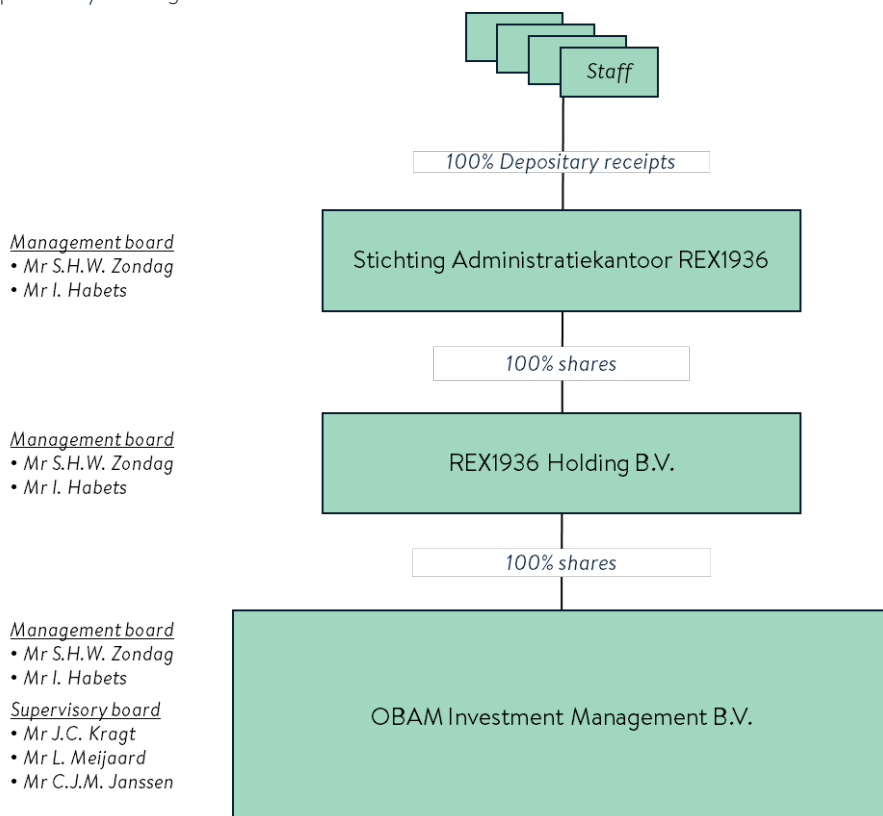 Staff
100% Depositary receipts
Management board
• Mr S.H.W. Zondag
• Mr I. Habets
Stichting Administratiekantoor REX1936
100% shares
Management board
• Mr S.H.W. Zondag
• Mr I. Habets
REX1936 Holding B.V.
100% shares
Management board
• Mr S.H.W. Zondag
• Mr I. Habets
Supervisory board
• Mr J.C. Kragt
• Mr L. Meijaard
• Mr C.J.M. Janssen
OBAM Investment Management B.V.